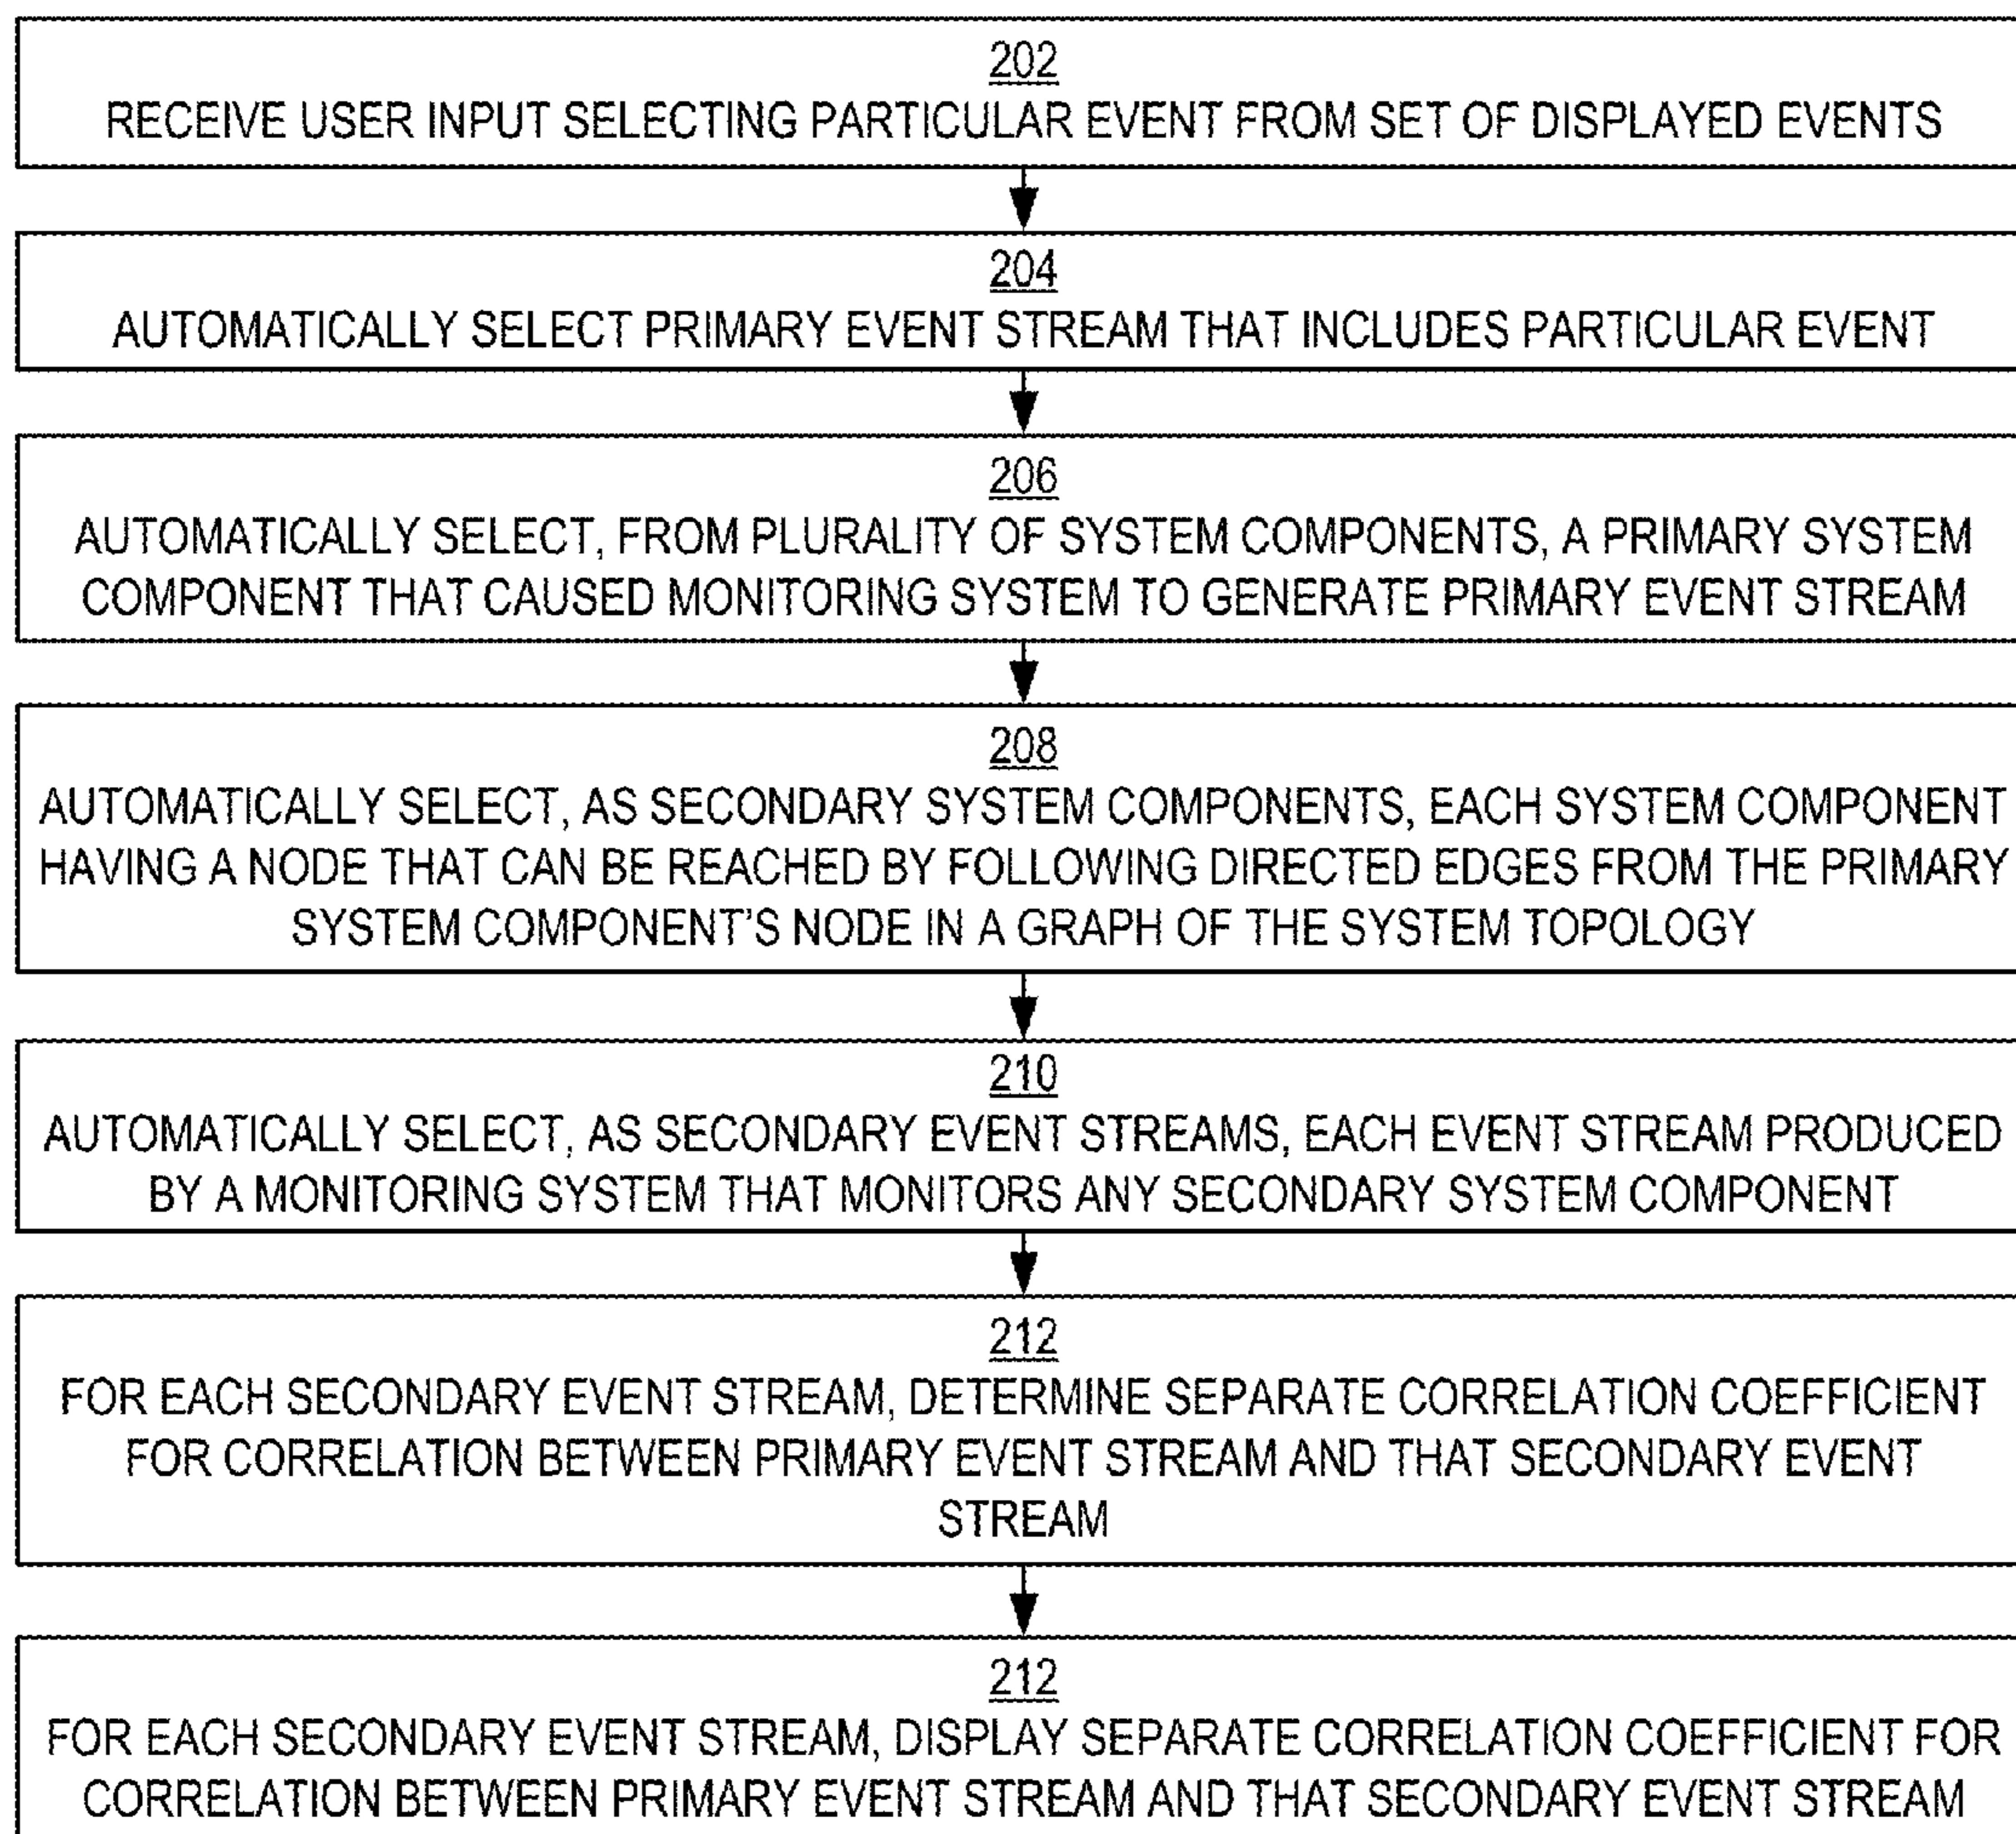 202
RECEIVE USER INPUT SELECTING PARTICULAR EVENT FROM SET OF DISPLAYED EVENTS
204
AUTOMATICALLY SELECT PRIMARY EVENT STREAM THAT INCLUDES PARTICULAR EVENT
206
AUTOMATICALLY SELECT, FROM PLURALITY OF SYSTEM COMPONENTS, A PRIMARY SYSTEM
COMPONENT THAT CAUSED MONITORING SYSTEM TO GENERATE PRIMARY EVENT STREAM
208
AUTOMATICALLY SELECT, AS SECONDARY SYSTEM COMPONENTS, EACH SYSTEM COMPONENT
HAVING A NODE THAT CAN BE REACHED BY FOLLOWING DIRECTED EDGES FROM THE PRIMARY
SYSTEM COMPONENT'S NODE IN A GRAPH OF THE SYSTEM TOPOLOGY
210
AUTOMATICALLY SELECT, AS SECONDARY EVENT STREAMS, EACH EVENT STREAM PRODUCED
BY A MONITORING SYSTEM THAT MONITORS ANY SECONDARY SYSTEM COMPONENT
212
FOR EACH SECONDARY EVENT STREAM, DETERMINE SEPARATE CORRELATION COEFFICIENT
FOR CORRELATION BETWEEN PRIMARY EVENT STREAM AND THAT SECONDARY EVENT
STREAM
212
FOR EACH SECONDARY EVENT STREAM, DISPLAY SEPARATE CORRELATION COEFFICIENT FOR
CORRELATION BETWEEN PRIMARY EVENT STREAM AND THAT SECONDARY EVENT STREAM